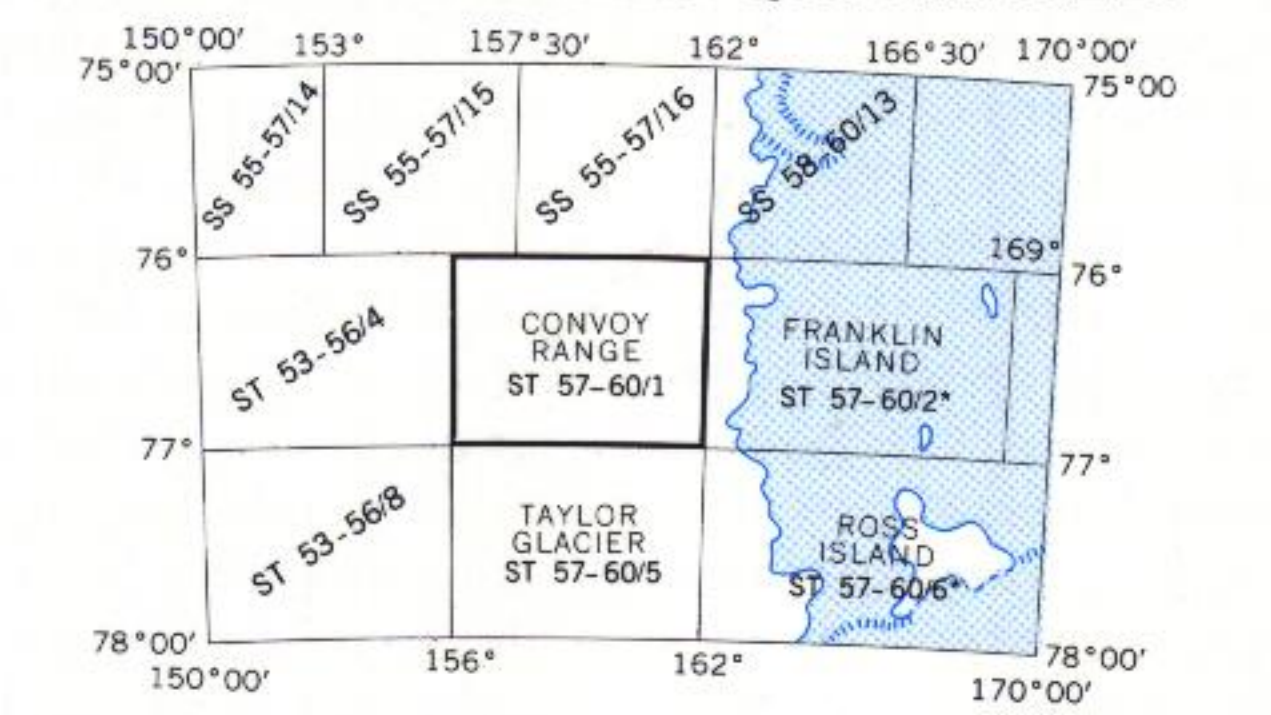 150°00′ 153° 157°30′ 162° 166°30′ 170°00′
75°00′ 75°00
SS 55-57/14
SS 55-57/15
SS 55-57/16
SS 58-60/13
76° 169° 76°
ST 53-56/4
CONVOY
RANGE
ST 57-60/1
FRANKLIN
ISLAND
ST 57-60/2*
77° 77°
ST 53-56/8
TAYLOR
GLACIER
ST 57-60/5
ROSS
ISLAND
ST 57-60/6*
78°00′ 156° 162° 78°00′
150°00′ 170°00′